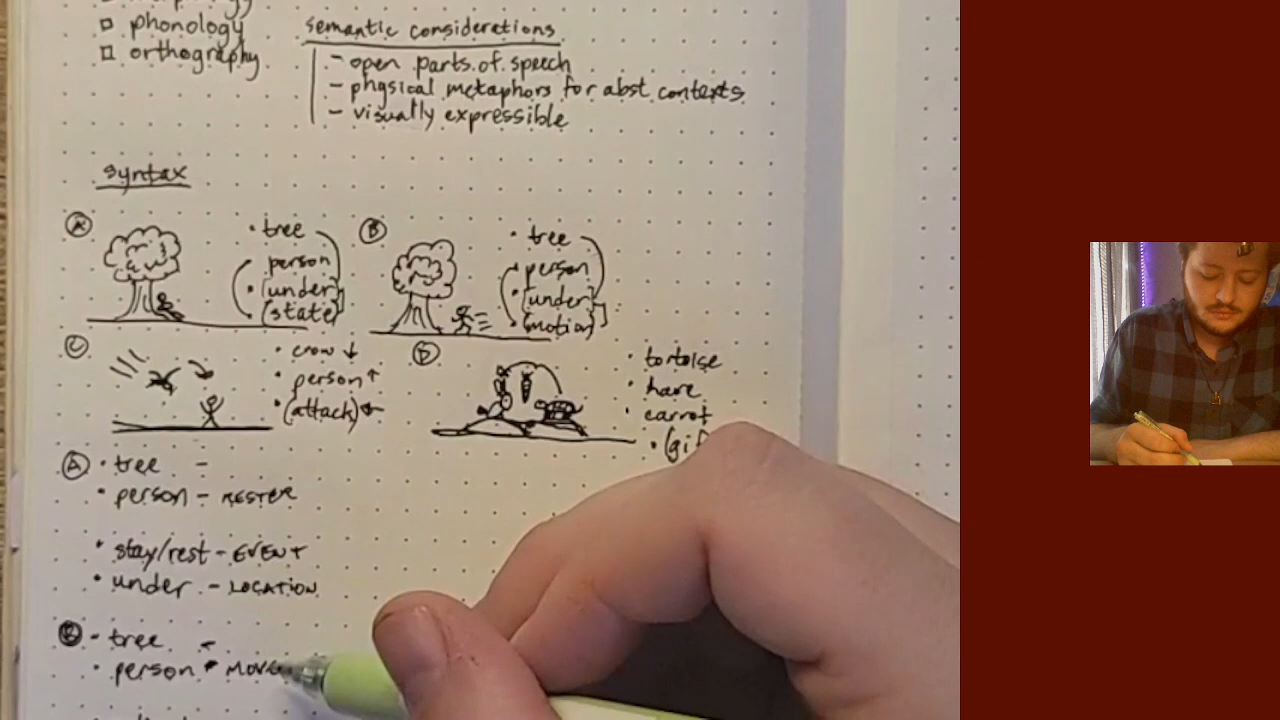 phonology
orthography
semantic considerations
- open parts of speech
- physical metaphors for abst contexts
- visually expressible
syntax
A
• tree
person
• (under)
(state)
B
• tree
person
• (under)
(motion)
C
• crow ↓
• person ↑
• (attack) ←
D
• tortoise
• hare
• carrot
A • tree -
• person - RESTER
• stay/rest - EVENT
• under - LOCATION
B - tree -
• person - MOVE